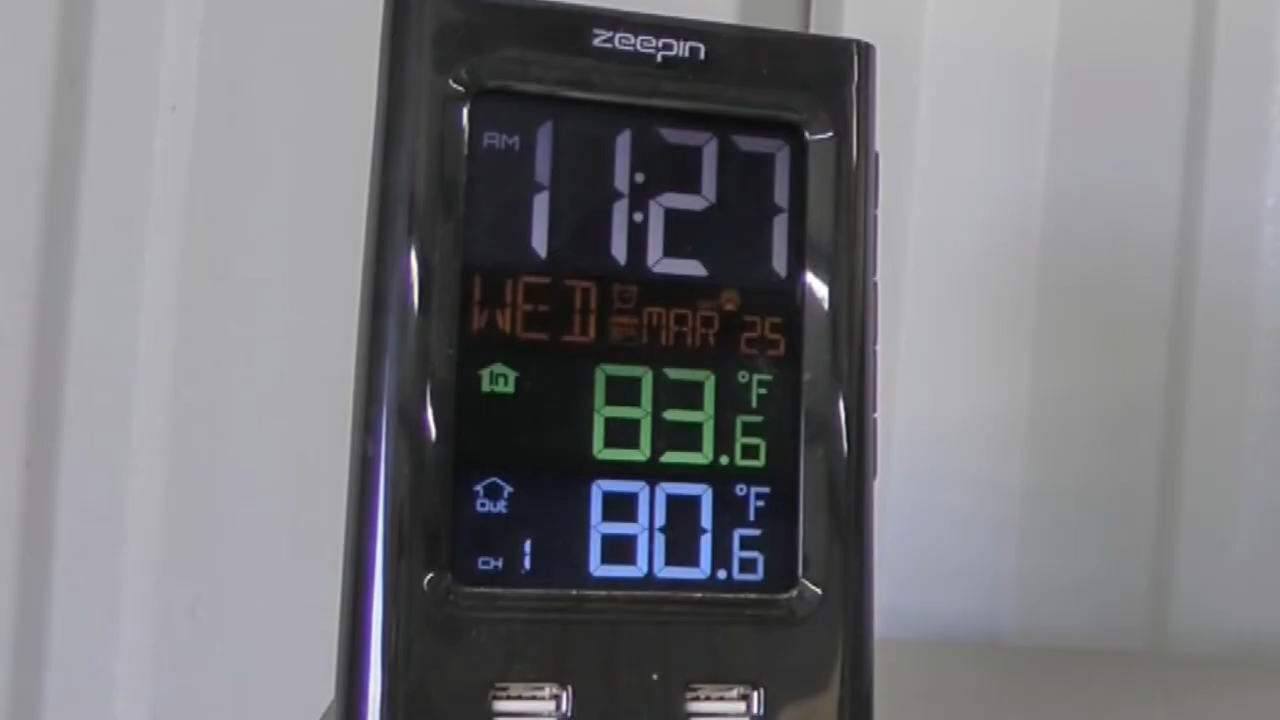 zeepin
AM 11:27
WED MAR 25
In 83.6 °F
Out 80.6 °F
CH 1